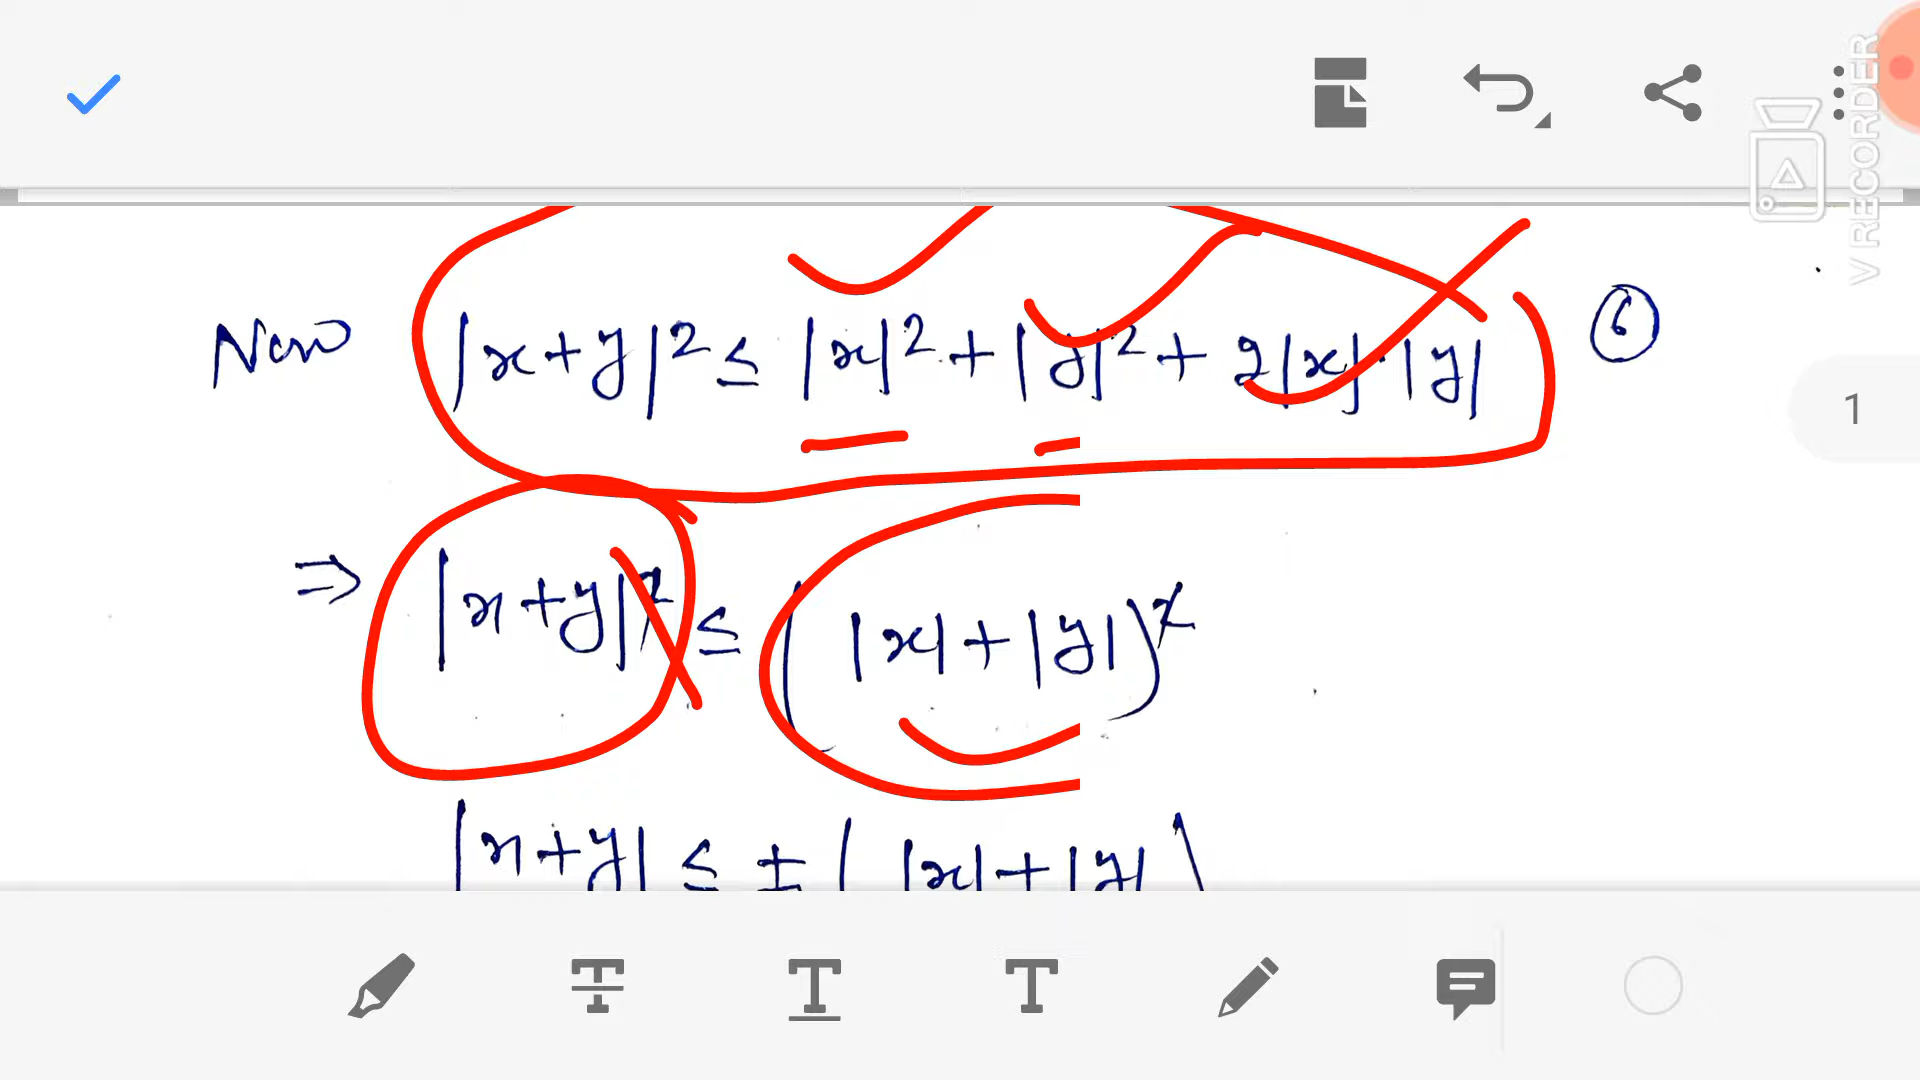 Now |x+y|² ≤ |x|² + |y|² + 2|x|·|y| ⑥
⇒ |x+y|² ≤ (|x|+|y|)²
|x+y| ≤ ± (|x|+|y|)
1
V RECORDER